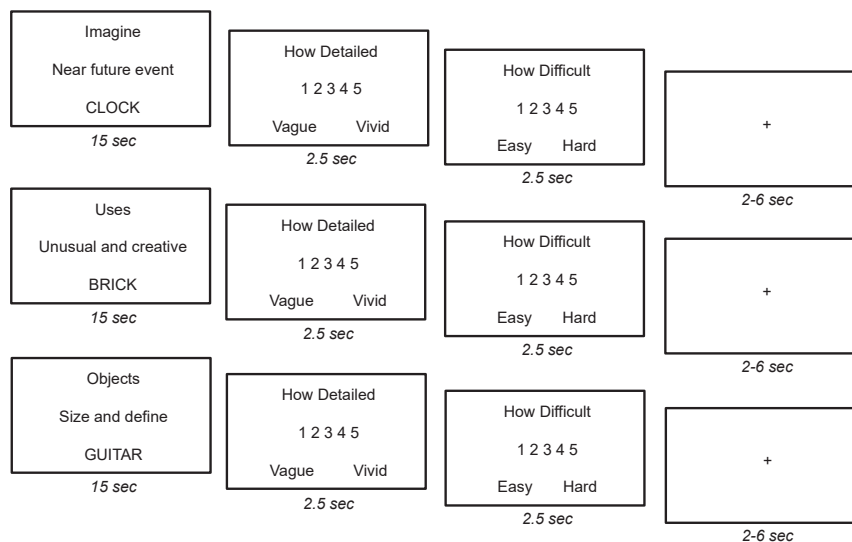 Imagine
Near future event
CLOCK
15 sec
How Detailed
1 2 3 4 5
Vague Vivid
2.5 sec
How Difficult
1 2 3 4 5
Easy Hard
2.5 sec
+
2-6 sec
Uses
Unusual and creative
BRICK
15 sec
How Detailed
1 2 3 4 5
Vague Vivid
2.5 sec
How Difficult
1 2 3 4 5
Easy Hard
2.5 sec
+
2-6 sec
Objects
Size and define
GUITAR
15 sec
How Detailed
1 2 3 4 5
Vague Vivid
2.5 sec
How Difficult
1 2 3 4 5
Easy Hard
2.5 sec
+
2-6 sec